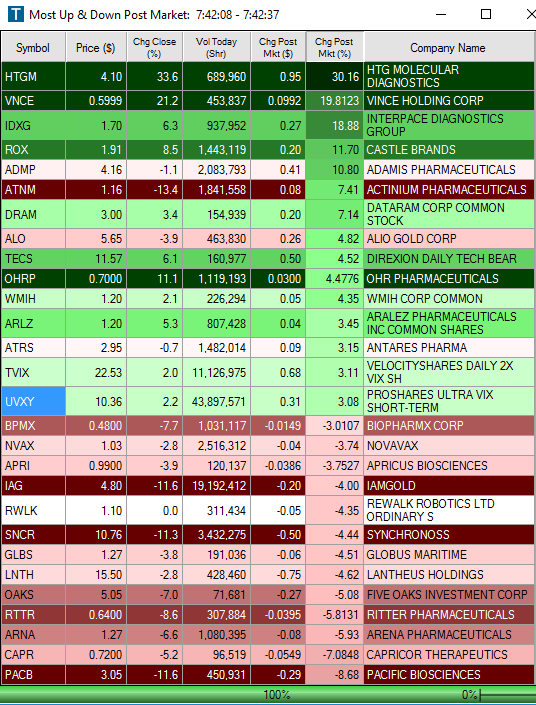 T Most Up & Down Post Market: 7:42:08 - 7:42:37
Symbol Price ($) Chg Close (%) Vol Today (Shr) Chg Post Mkt ($) Chg Post Mkt (%) Company Name
HTGM 4.10 33.6 689,960 0.95 30.16 HTG MOLECULAR DIAGNOSTICS
VNCE 0.5999 21.2 453,837 0.0992 19.8123 VINCE HOLDING CORP
IDXG 1.70 6.3 937,952 0.27 18.88 INTERPACE DIAGNOSTICS GROUP
ROX 1.91 8.5 1,443,119 0.20 11.70 CASTLE BRANDS
ADMP 4.16 -1.1 2,083,793 0.41 10.80 ADAMIS PHARMACEUTICALS
ATNM 1.16 -13.4 1,841,558 0.08 7.41 ACTINIUM PHARMACEUTICALS
DRAM 3.00 3.4 154,939 0.20 7.14 DATARAM CORP COMMON STOCK
ALO 5.65 -3.9 463,830 0.26 4.82 ALIO GOLD CORP
TECS 11.57 6.1 160,977 0.50 4.52 DIREXION DAILY TECH BEAR
OHRP 0.7000 11.1 1,119,193 0.0300 4.4776 OHR PHARMACEUTICALS
WMIH 1.20 2.1 226,294 0.05 4.35 WMIH CORP COMMON
ARLZ 1.20 5.3 807,428 0.04 3.45 ARALEZ PHARMACEUTICALS INC COMMON SHARES
ATRS 2.95 -0.7 1,482,014 0.09 3.15 ANTARES PHARMA
TVIX 22.53 2.0 11,126,975 0.68 3.11 VELOCITYSHARES DAILY 2X VIX SH
UVXY 10.36 2.2 43,897,571 0.31 3.08 PROSHARES ULTRA VIX SHORT-TERM
BPMX 0.4800 -7.7 1,031,117 -0.0149 -3.0107 BIOPHARMX CORP
NVAX 1.03 -2.8 2,516,312 -0.04 -3.74 NOVAVAX
APRI 0.9900 -3.9 120,137 -0.0386 -3.7527 APRICUS BIOSCIENCES
IAG 4.80 -11.6 19,192,412 -0.20 -4.00 IAMGOLD
RWLK 1.10 0.0 311,434 -0.05 -4.35 REWALK ROBOTICS LTD ORDINARY S
SNCR 10.76 -11.3 3,432,275 -0.50 -4.44 SYNCHRONOSS
GLBS 1.27 -3.8 191,036 -0.06 -4.51 GLOBUS MARITIME
LNTH 15.50 -2.8 428,460 -0.75 -4.62 LANTHEUS HOLDINGS
OAKS 5.05 -7.0 71,681 -0.27 -5.08 FIVE OAKS INVESTMENT CORP
RTTR 0.6400 -8.6 307,884 -0.0395 -5.8131 RITTER PHARMACEUTICALS
ARNA 1.27 -6.6 1,080,395 -0.08 -5.93 ARENA PHARMACEUTICALS
CAPR 0.7200 -5.2 96,519 -0.0549 -7.0848 CAPRICOR THERAPEUTICS
PACB 3.05 -11.6 450,931 -0.29 -8.68 PACIFIC BIOSCIENCES
100% 0%